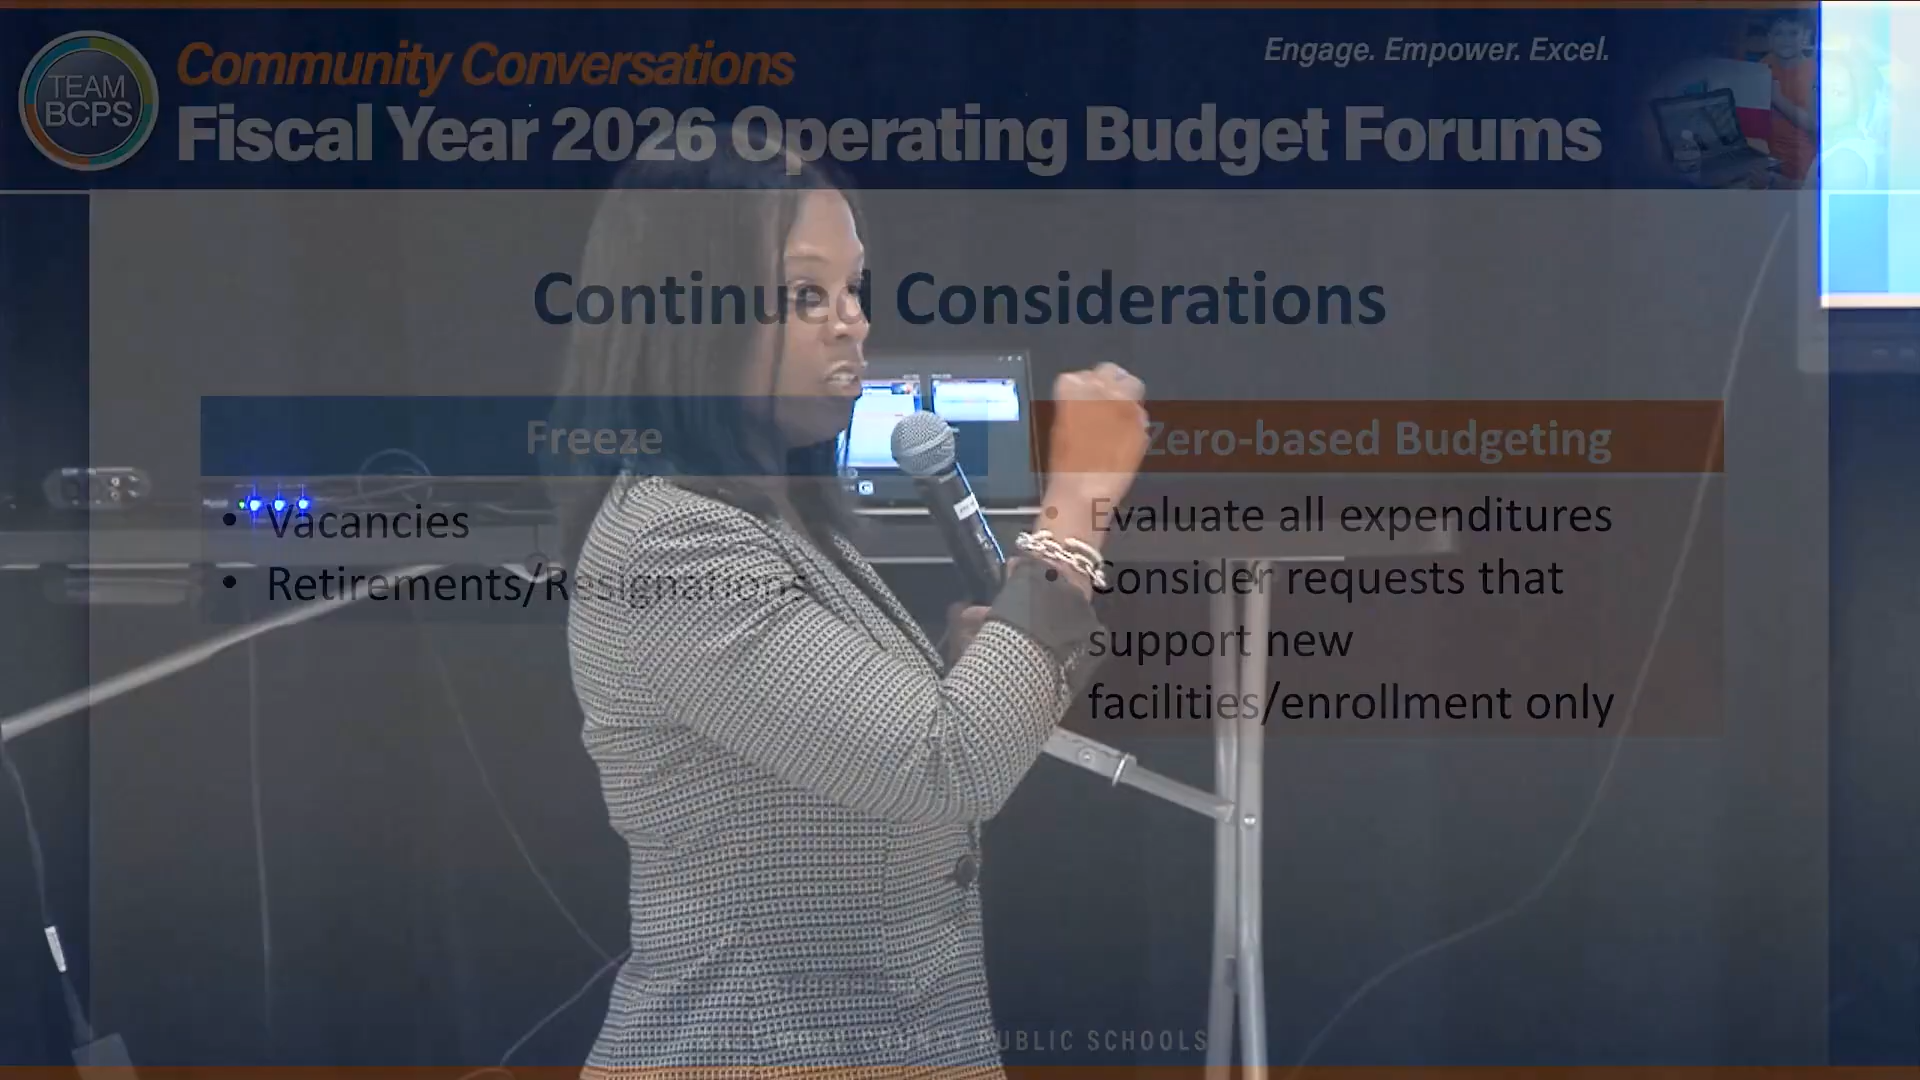 TEAM
BCPS
Community Conversations
Fiscal Year 2026 Operating Budget Forums
Engage. Empower. Excel.
Continued Considerations
Freeze
• Vacancies
• Retirements/Resignations
Zero-based Budgeting
• Evaluate all expenditures
• Consider requests that
support new
facilities/enrollment only
COUNTY PUBLIC SCHOOLS